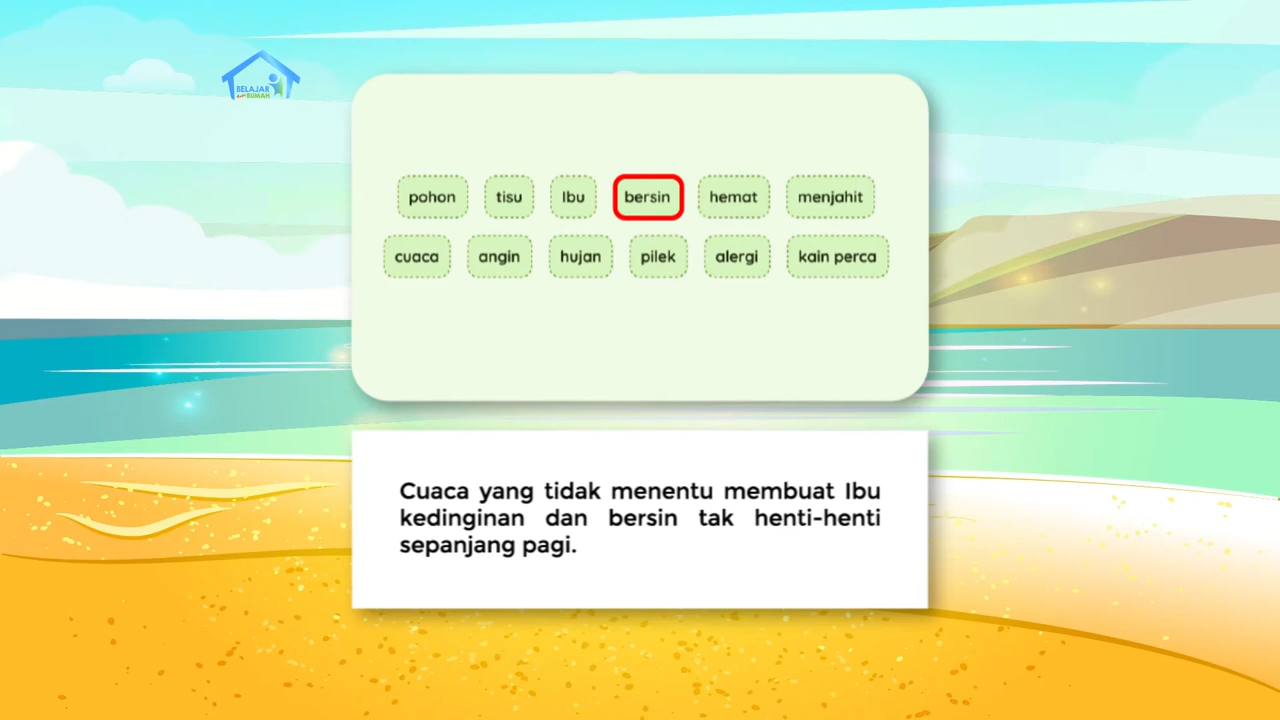 BELAJAR
dari RUMAH
pohon tisu Ibu bersin hemat menjahit
cuaca angin hujan pilek alergi kain perca
Cuaca yang tidak menentu membuat Ibu
kedinginan dan bersin tak henti-henti
sepanjang pagi.